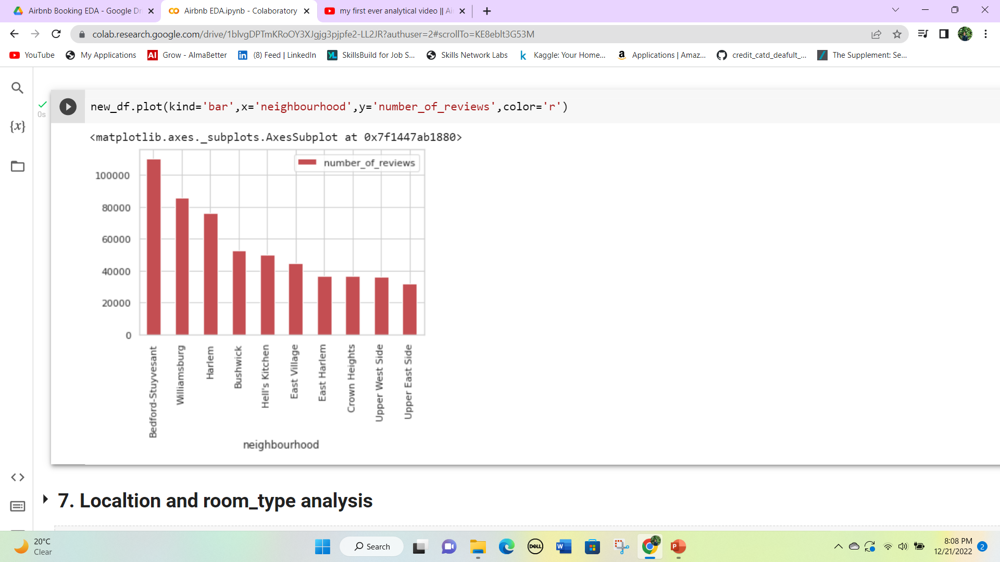 Airbnb Booking EDA - Google Dr
Airbnb EDA.ipynb - Colaboratory
my first ever analytical video || Ai
colab.research.google.com/drive/1blvgDPTmKRoOY3XJgjg3pjpfe2-LL2JR?authuser=2#scrollTo=KE8eblt3G53M
YouTube
My Applications
AI Grow - AlmaBetter
in (8) Feed | LinkedIn
YL SkillsBuild for Job S...
Skills Network Labs
k Kaggle: Your Home...
a Applications | Amaz...
credit_catd_deafult_...
The Supplement: Se...
0s
{x}
new_df.plot(kind='bar',x='neighbourhood',y='number_of_reviews',color='r')
<matplotlib.axes._subplots.AxesSubplot at 0x7f1447ab1880>
number_of_reviews
100000
80000
60000
40000
20000
0
Bedford-Stuyvesant
Williamsburg
Harlem
Bushwick
Hell's Kitchen
East Village
East Harlem
Crown Heights
Upper West Side
Upper East Side
neighbourhood
7. Localtion and room_type analysis
20°C
Clear
Search
DELL
W
P
8:08 PM
12/21/2022
2